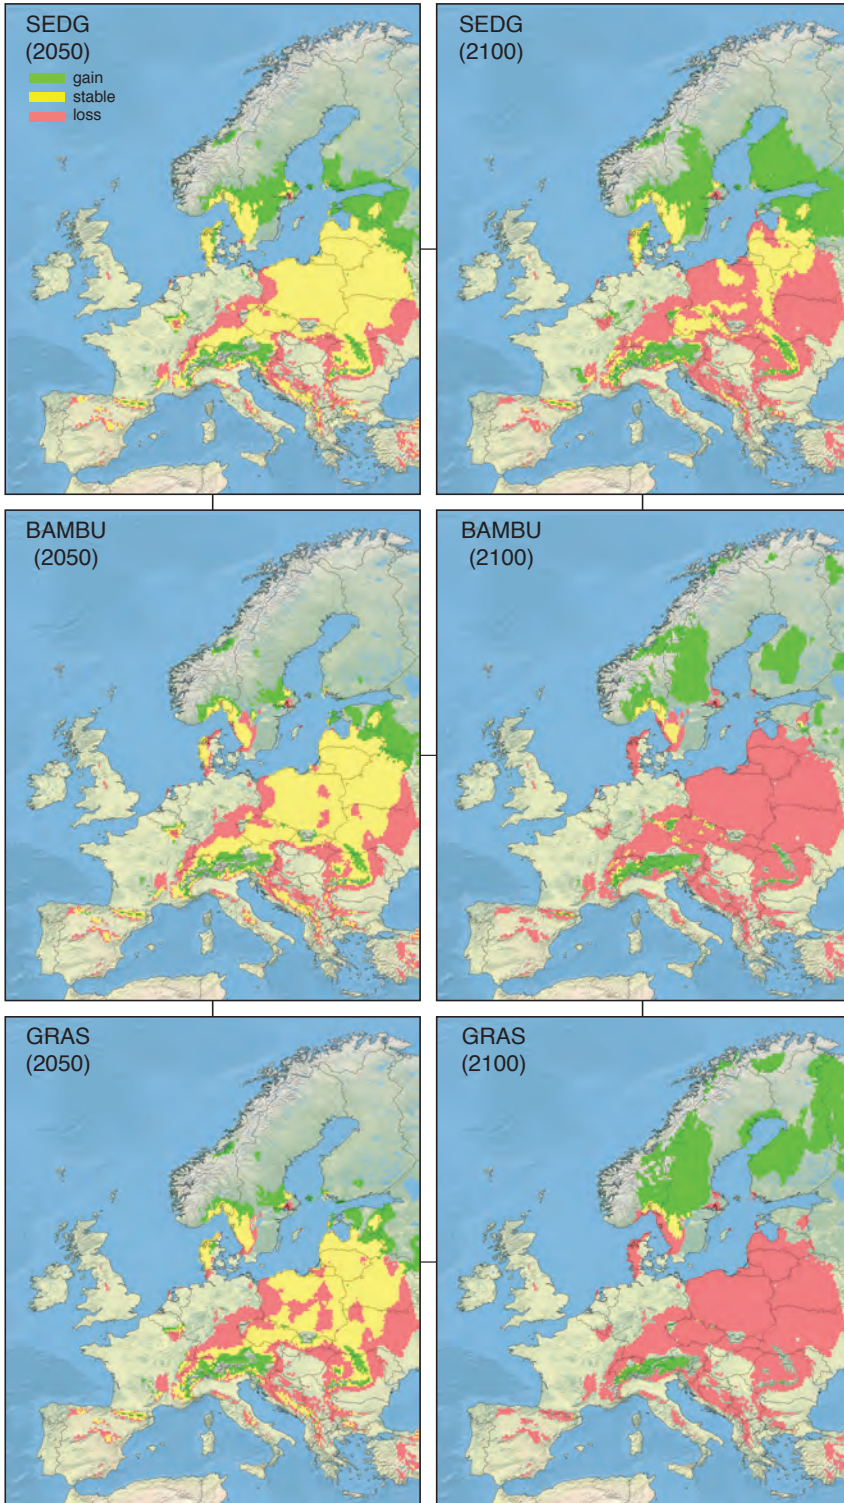 SEDG
(2050)
gain
stable
loss
SEDG
(2100)
BAMBU
(2050)
BAMBU
(2100)
GRAS
(2050)
GRAS
(2100)